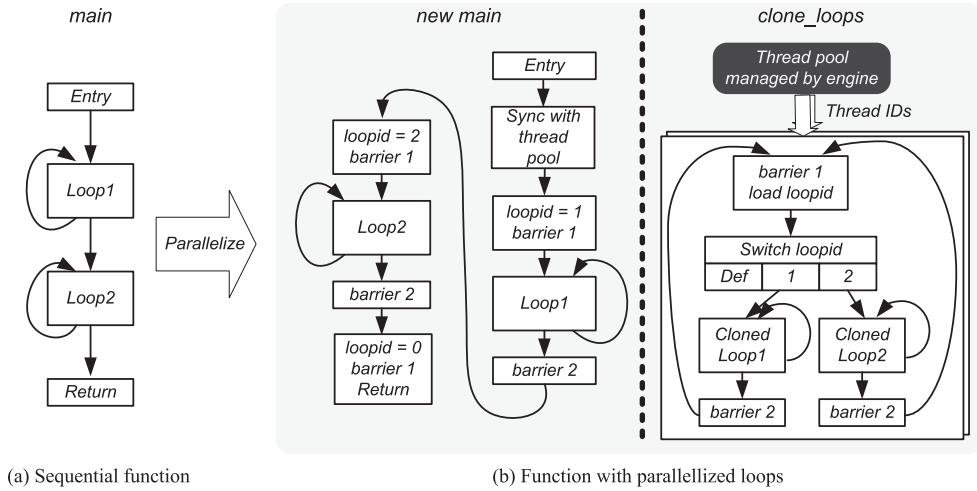 main
Entry
Loop1
Loop2
Return
Parallelize
new main
Entry
Sync with
thread
pool
loopid = 1
barrier 1
Loop1
barrier 2
loopid = 2
barrier 1
Loop2
barrier 2
loopid = 0
barrier 1
Return
clone_loops
Thread pool
managed by engine
Thread IDs
barrier 1
load loopid
Switch loopid
Def 1 2
Cloned
Loop1
Cloned
Loop2
barrier 2
barrier 2
(a) Sequential function
(b) Function with parallellized loops